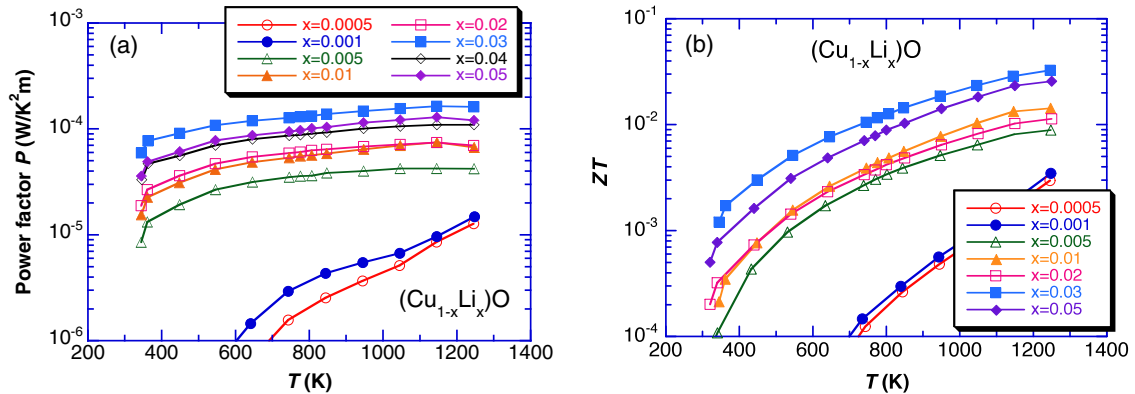 (a)
x=0.0005 x=0.02
x=0.001 x=0.03
x=0.005 x=0.04
x=0.01 x=0.05
10⁻³
10⁻⁴
10⁻⁵
10⁻⁶
Power factor P (W/K²m)
(Cu₁₋ₓLiₓ)O
200 400 600 800 1000 1200 1400
T (K)
(b)
(Cu₁₋ₓLiₓ)O
10⁻¹
10⁻²
10⁻³
10⁻⁴
ZT
x=0.0005
x=0.001
x=0.005
x=0.01
x=0.02
x=0.03
x=0.05
200 400 600 800 1000 1200 1400
T (K)